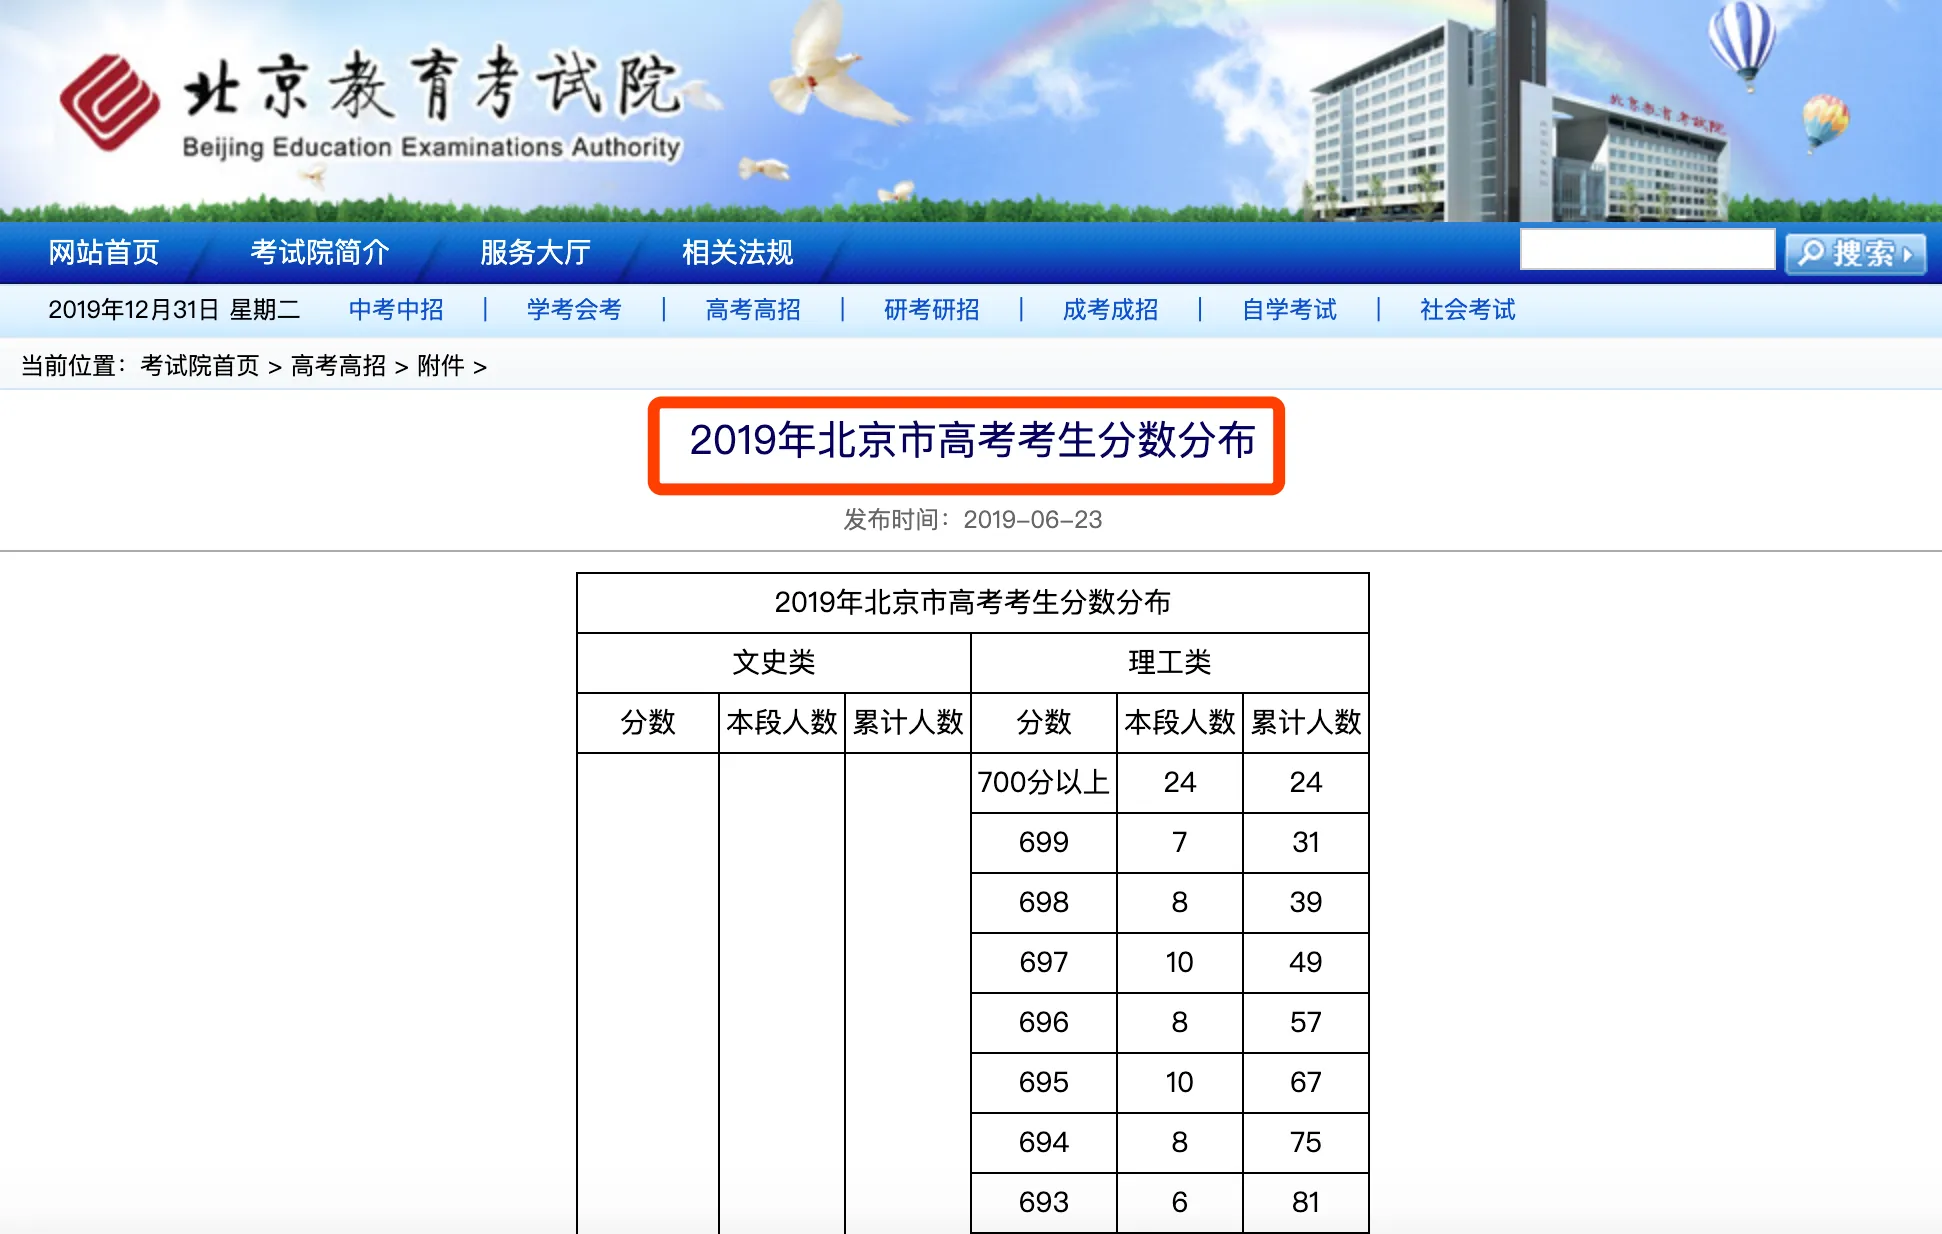 北京教育考试院
Beijing Education Examinations Authority
北京教育考试院
网站首页 考试院简介 服务大厅 相关法规 搜索
2019年12月31日 星期二 中考中招 | 学考会考 | 高考高招 | 研考研招 | 成考成招 | 自学考试 | 社会考试
当前位置：考试院首页 > 高考高招 > 附件 >
2019年北京市高考考生分数分布
发布时间：2019-06-23
2019年北京市高考考生分数分布
文史类 理工类
分数 本段人数 累计人数 分数 本段人数 累计人数
700分以上 24 24
699 7 31
698 8 39
697 10 49
696 8 57
695 10 67
694 8 75
693 6 81